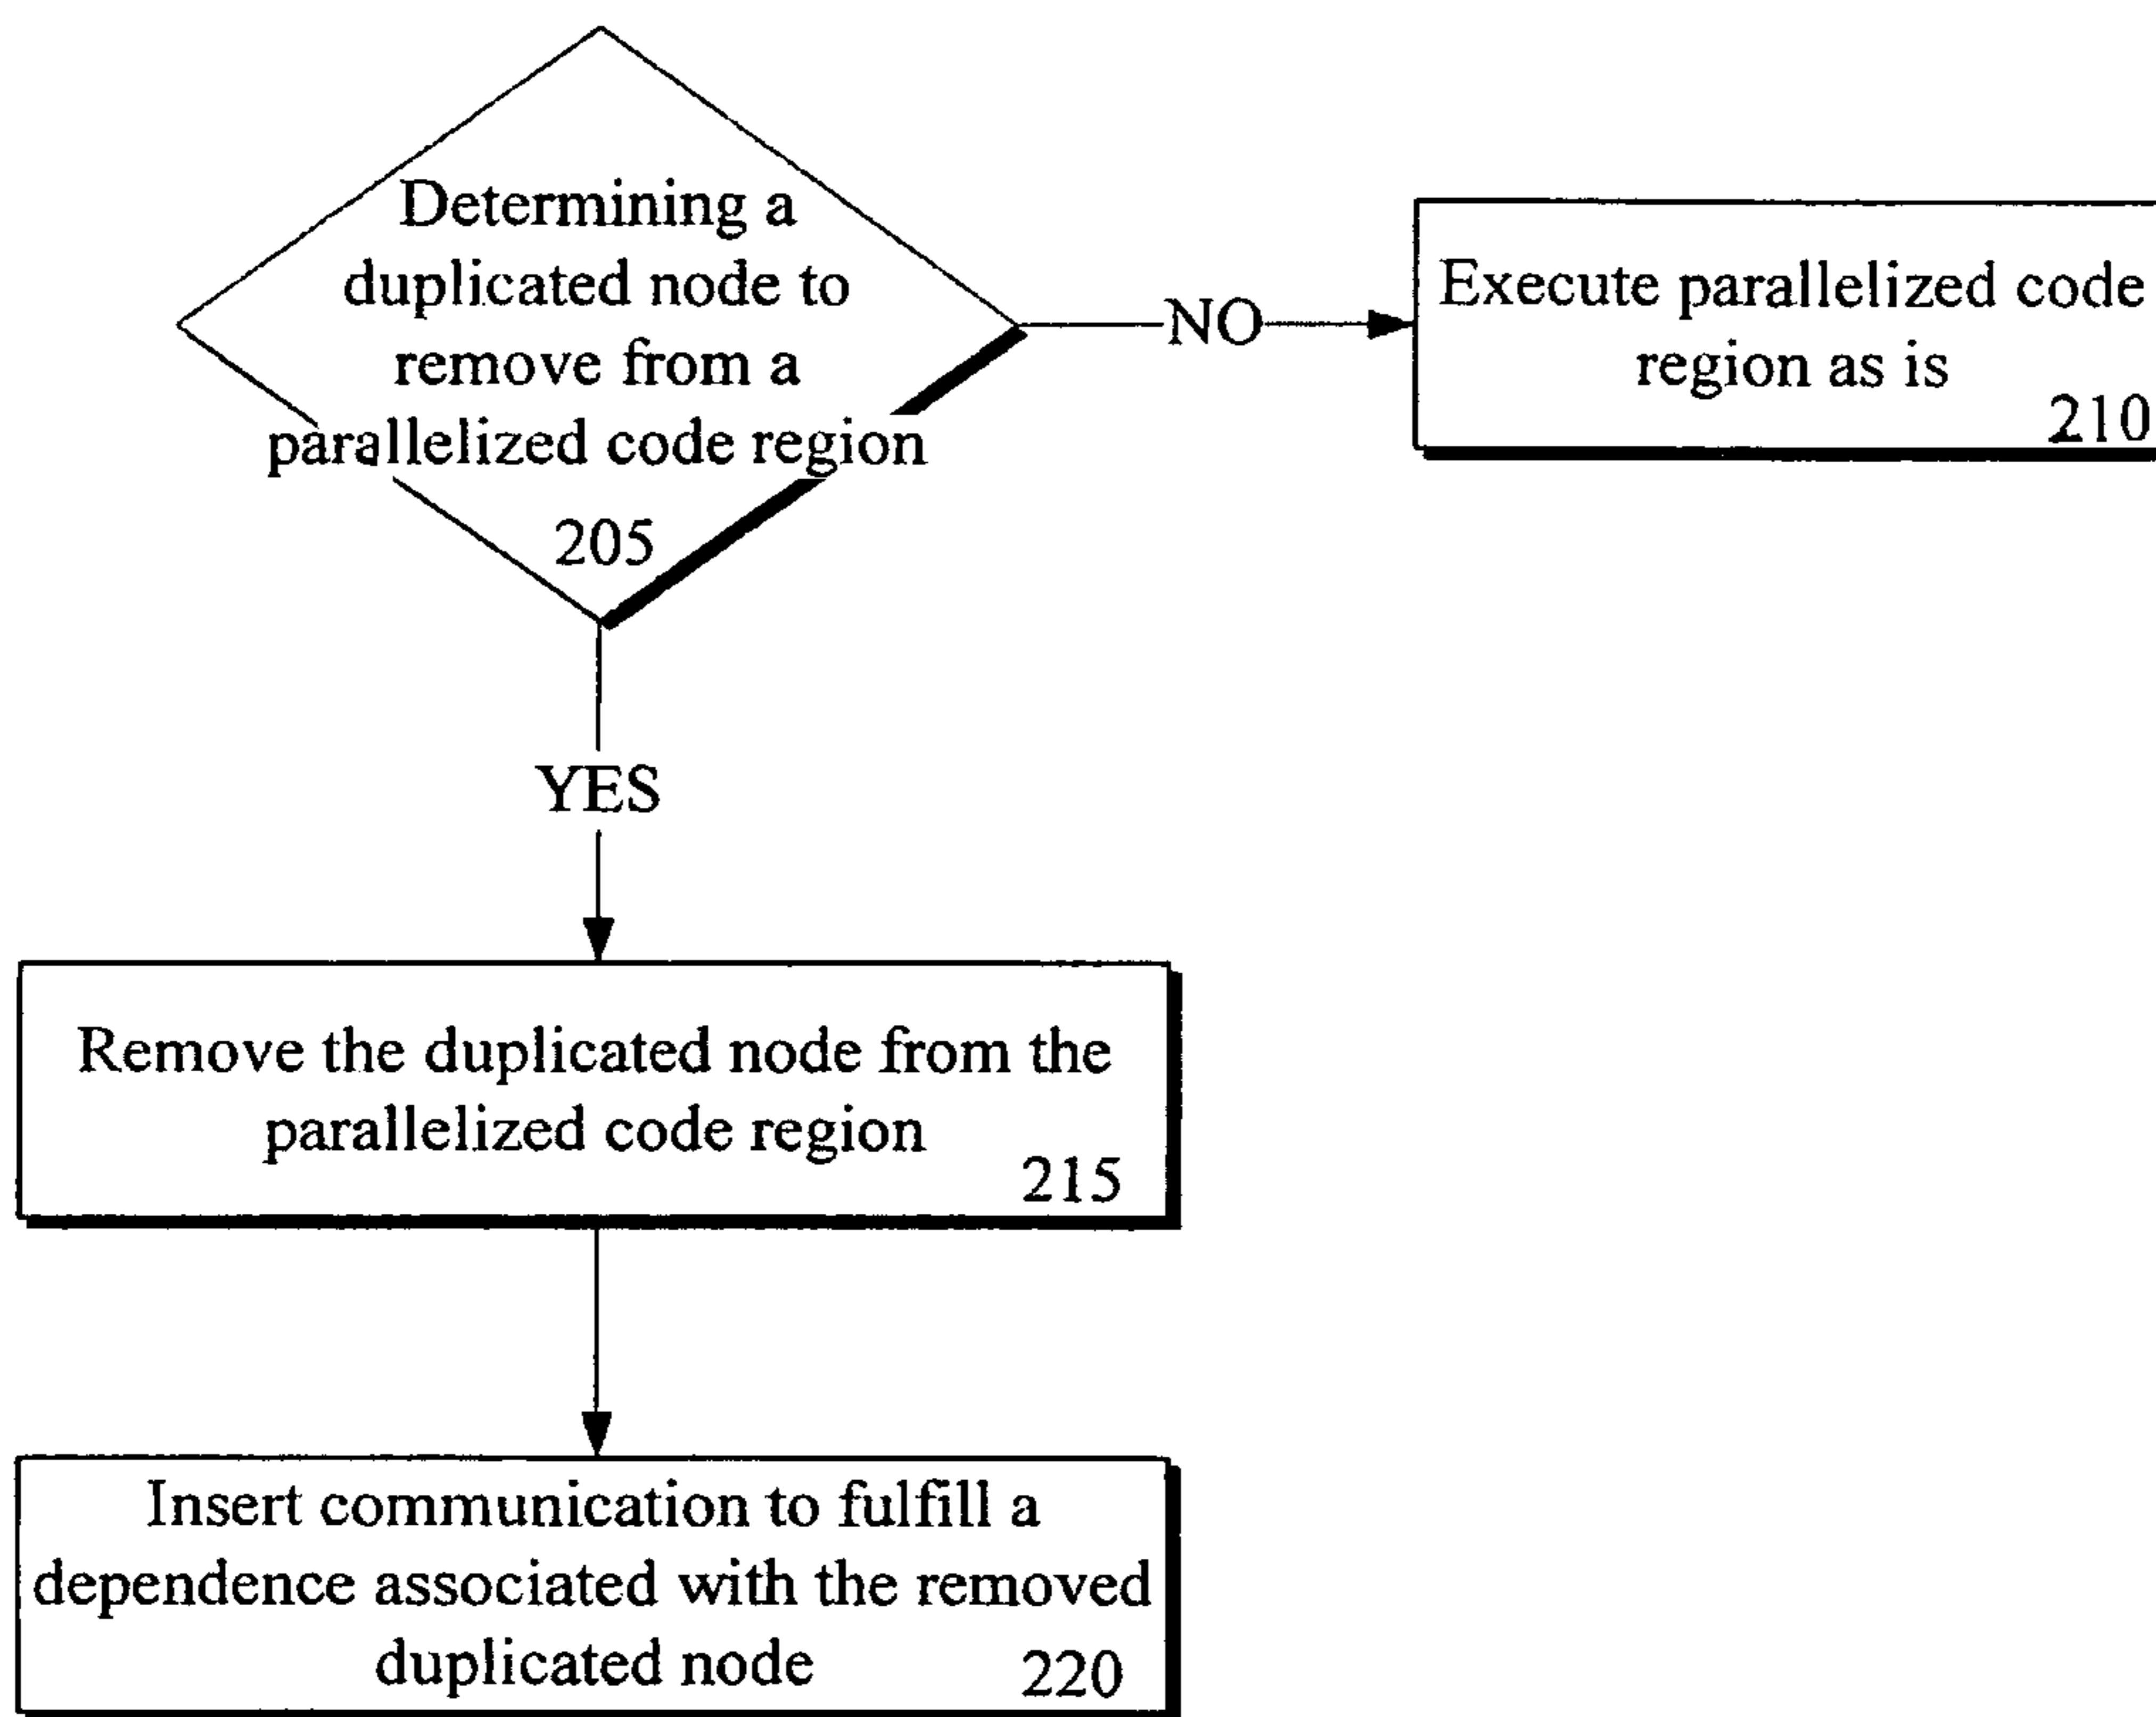 Determining a
duplicated node to
remove from a
parallelized code region
205
NO
Execute parallelized code
region as is
210
YES
Remove the duplicated node from the
parallelized code region
215
Insert communication to fulfill a
dependence associated with the removed
duplicated node
220